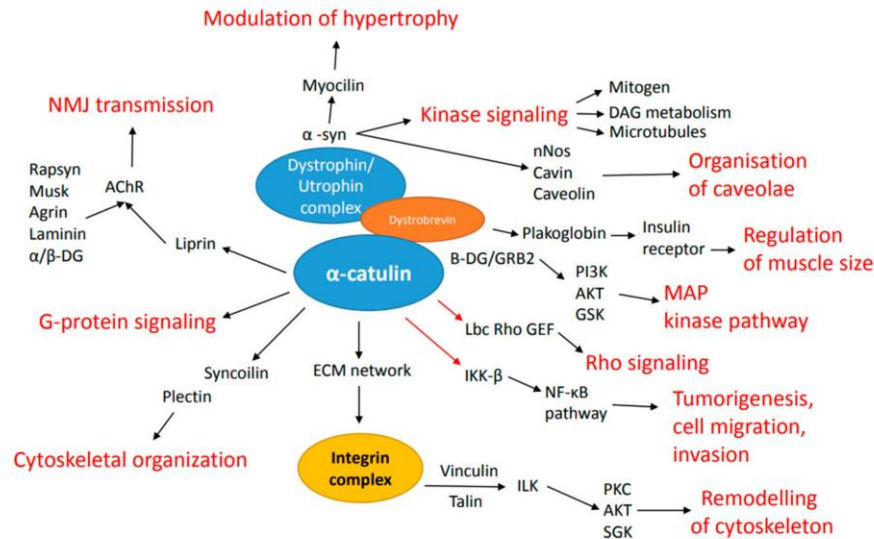 Modulation of hypertrophy
Myocilin
α -syn
Kinase signaling
Mitogen
DAG metabolism
Microtubules
NMJ transmission
Rapsyn
Musk
Agrin
Laminin
α/β-DG
AChR
Liprin
Dystrophin/
Utrophin
complex
Dystrobrevin
α-catulin
nNos
Cavin
Caveolin
Organisation
of caveolae
Plakoglobin
Insulin
receptor
Regulation
of muscle size
B-DG/GRB2
PI3K
AKT
GSK
MAP
kinase pathway
Lbc Rho GEF
Rho signaling
G-protein signaling
Syncoilin
Plectin
Cytoskeletal organization
ECM network
IKK-β
NF-κB
pathway
Tumorigenesis,
cell migration,
invasion
Integrin
complex
Vinculin
Talin
ILK
PKC
AKT
SGK
Remodelling
of cytoskeleton